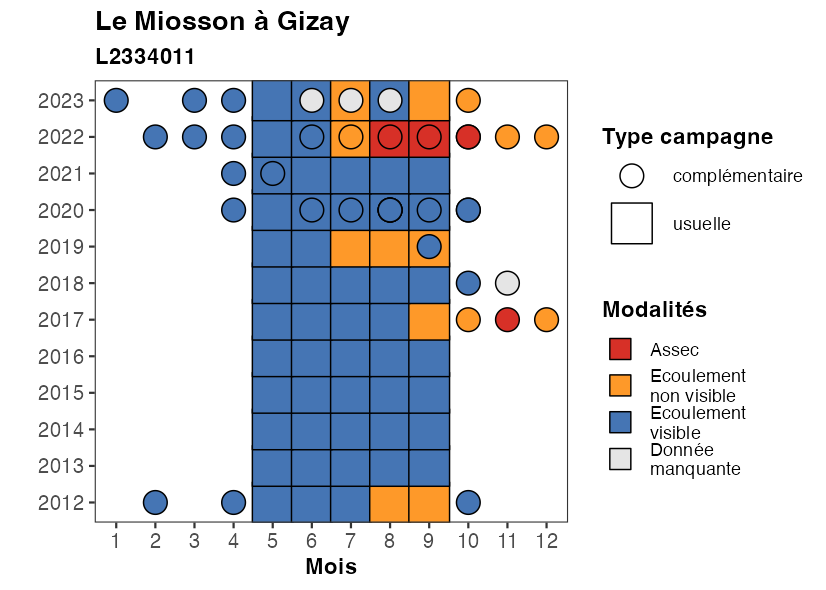 Le Miosson à Gizay
L2334011
2023
2022
2021
2020
2019
2018
2017
2016
2015
2014
2013
2012
1 2 3 4 5 6 7 8 9 10 11 12
Mois
Type campagne
complémentaire
usuelle
Modalités
Assec
Ecoulement
non visible
Ecoulement
visible
Donnée
manquante